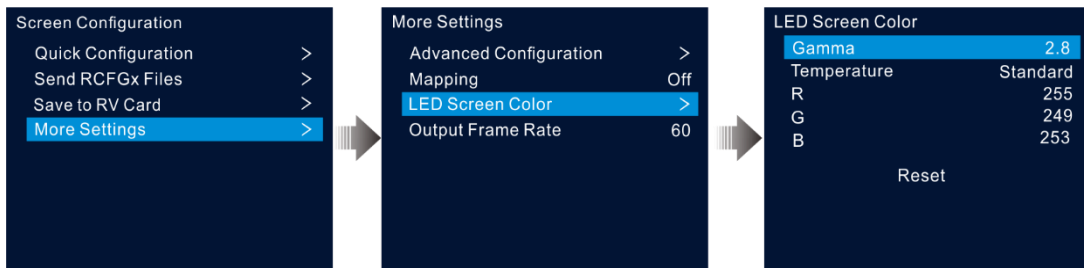 Screen Configuration
Quick Configuration >
Send RCFGx Files >
Save to RV Card >
More Settings >
More Settings
Advanced Configuration >
Mapping Off
LED Screen Color >
Output Frame Rate 60
LED Screen Color
Gamma 2.8
Temperature Standard
R 255
G 249
B 253
Reset